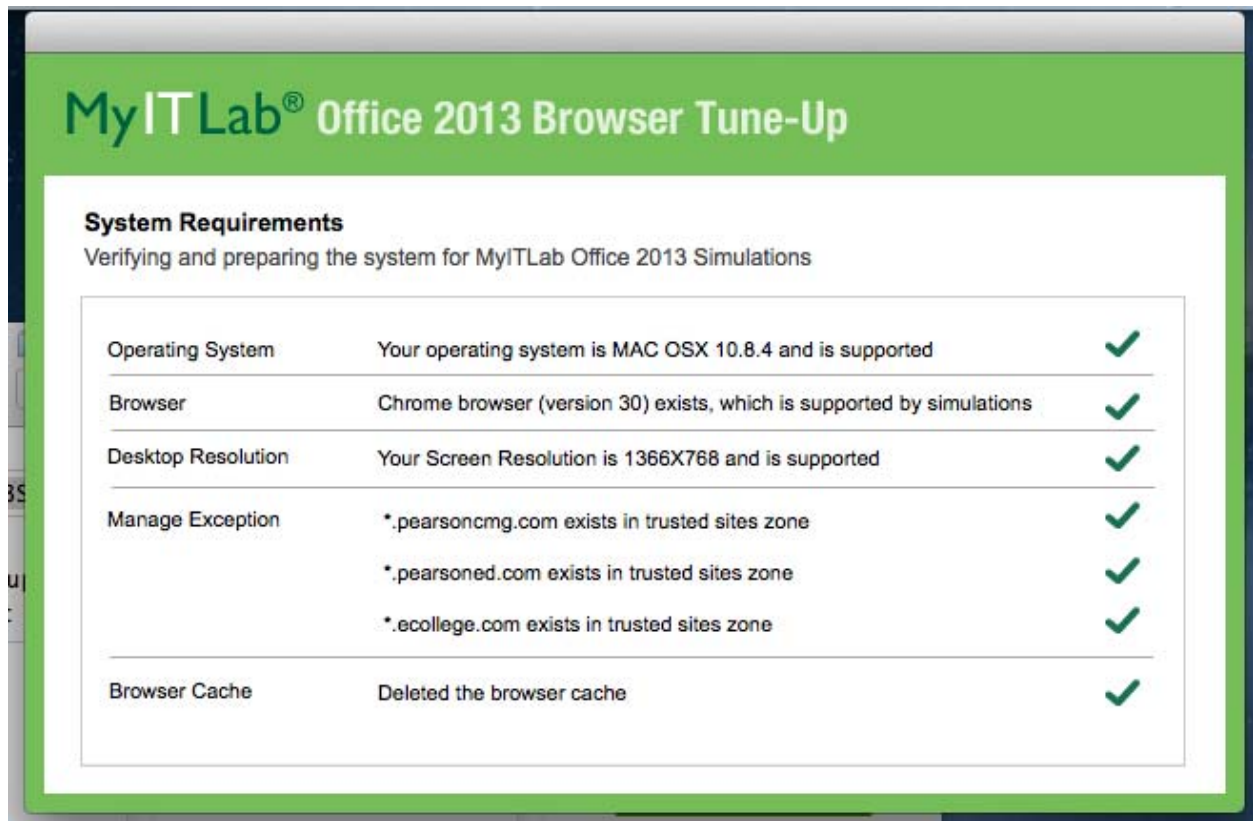 MyITLab® Office 2013 Browser Tune-Up
System Requirements
Verifying and preparing the system for MyITLab Office 2013 Simulations
Operating System Your operating system is MAC OSX 10.8.4 and is supported
Browser Chrome browser (version 30) exists, which is supported by simulations
Desktop Resolution Your Screen Resolution is 1366X768 and is supported
Manage Exception *.pearsoncmg.com exists in trusted sites zone
*.pearsoned.com exists in trusted sites zone
*.ecollege.com exists in trusted sites zone
Browser Cache Deleted the browser cache